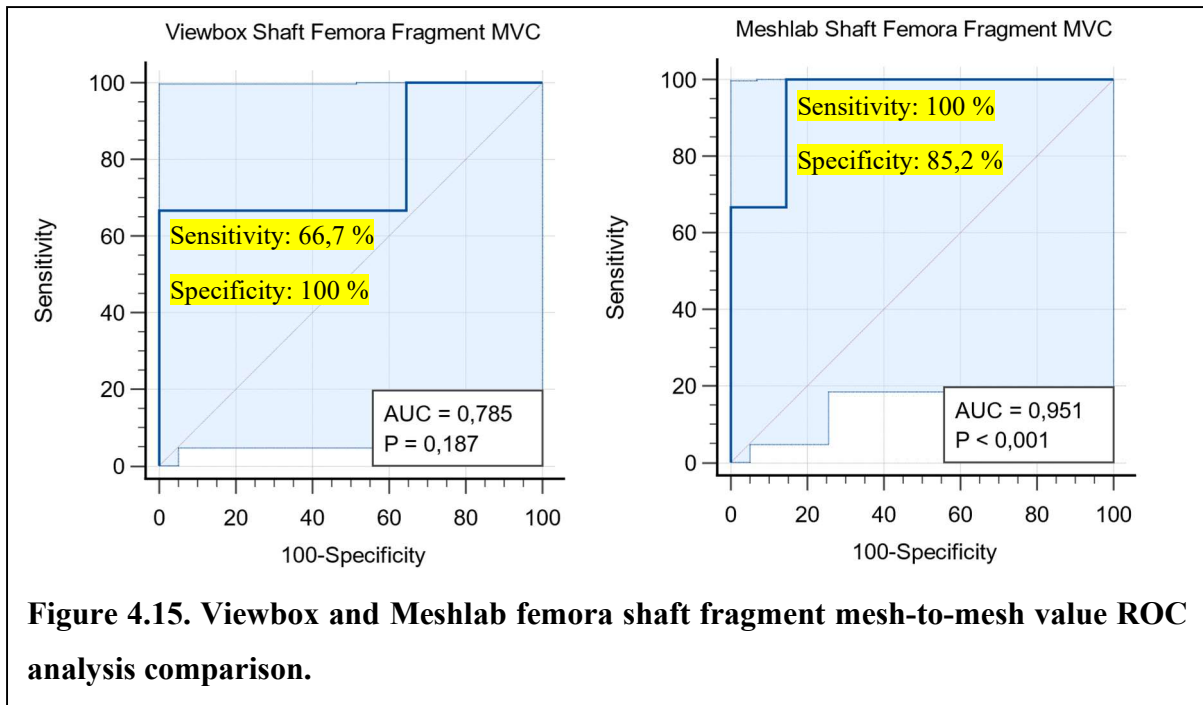 Viewbox Shaft Femora Fragment MVC
100
80
60
40
20
0
Sensitivity
Sensitivity: 66,7 %
Specificity: 100 %
AUC = 0,785
P = 0,187
0 20 40 60 80 100
100-Specificity
Meshlab Shaft Femora Fragment MVC
100
80
60
40
20
0
Sensitivity
Sensitivity: 100 %
Specificity: 85,2 %
AUC = 0,951
P < 0,001
0 20 40 60 80 100
100-Specificity
Figure 4.15. Viewbox and Meshlab femora shaft fragment mesh-to-mesh value ROC
analysis comparison.